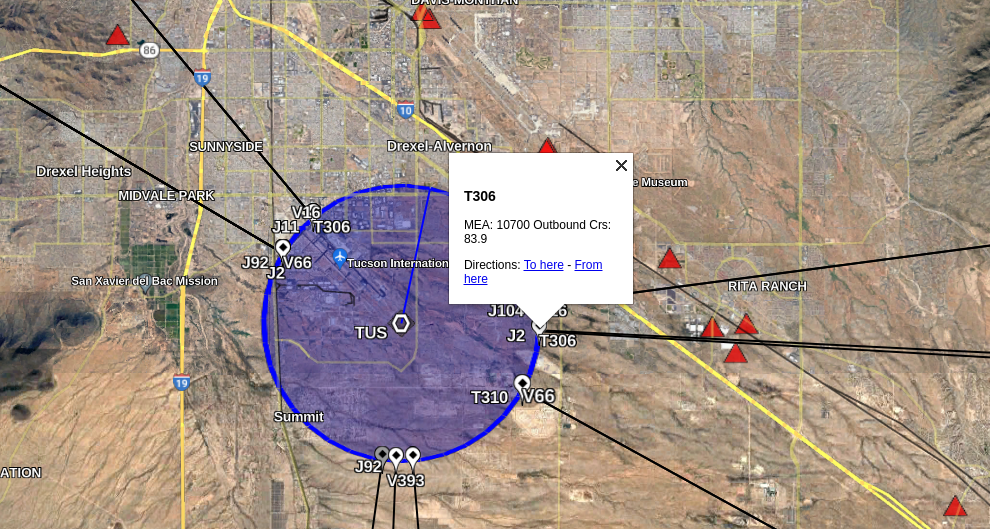 DAVIS-MONTHAN
86
19
10
SUNNYSIDE
Drexel-Alvernon
Drexel Heights
MIDVALE PARK
e Museum
T306
MEA: 10700 Outbound Crs:
83.9
Directions: To here - From
here
V16
J11
T306
J92
V66
J2
Tucson Internation
San Xavier del Bac Mission
RITA RANCH
J104
TUS
J2
T306
19
T310
V66
Summit
J92
V393
ATION